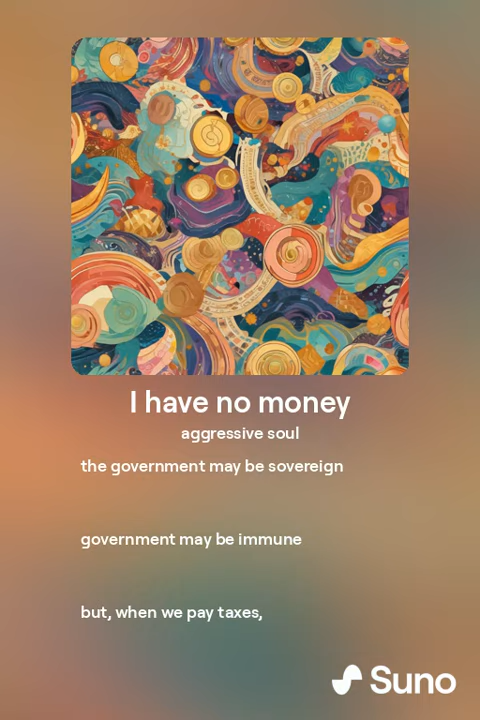 I have no money
aggressive soul
the government may be sovereign
government may be immune
but, when we pay taxes,
Suno